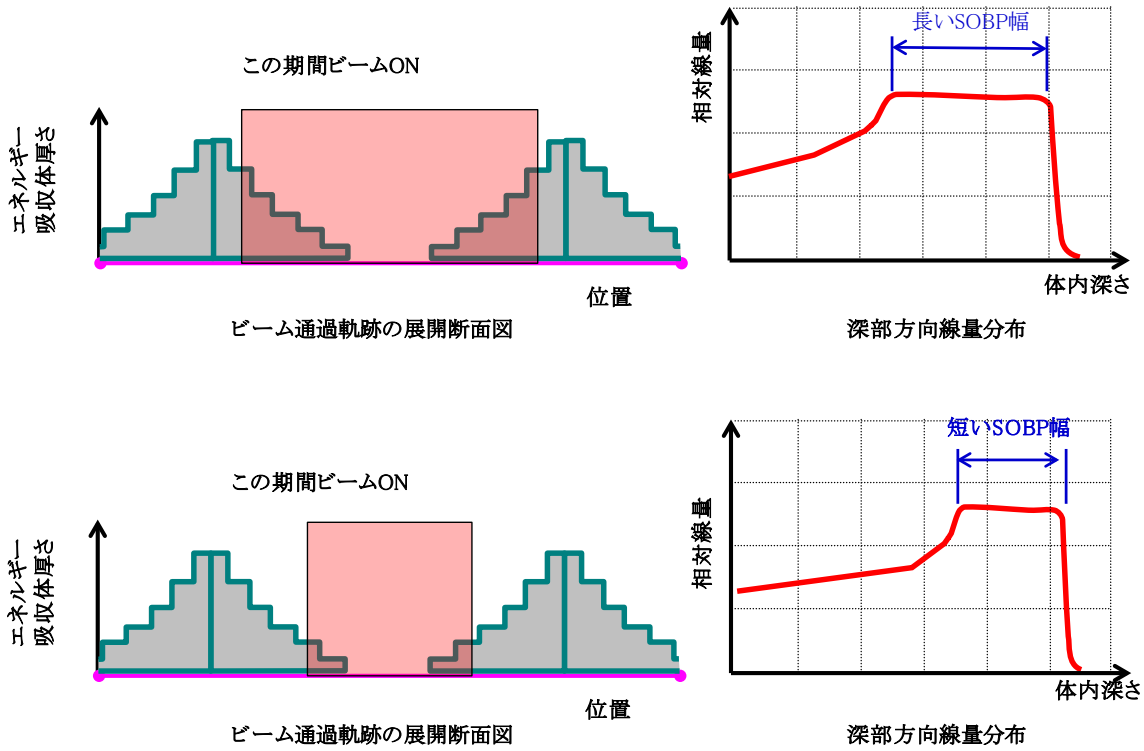 この期間ビームON
エネルギー
吸収体厚さ
位置
ビーム通過軌跡の展開断面図
長いSOBP幅
相対線量
体内深さ
深部方向線量分布
この期間ビームON
エネルギー
吸収体厚さ
位置
ビーム通過軌跡の展開断面図
短いSOBP幅
相対線量
体内深さ
深部方向線量分布